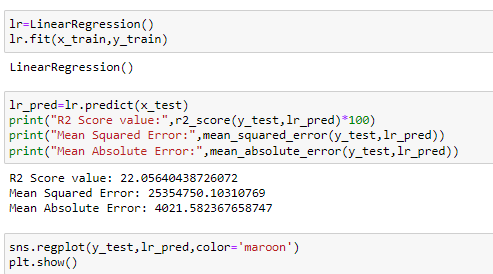 lr=LinearRegression()
lr.fit(x_train,y_train)
LinearRegression()
lr_pred=lr.predict(x_test)
print("R2 Score value:",r2_score(y_test,lr_pred)*100)
print("Mean Squared Error:",mean_squared_error(y_test,lr_pred))
print("Mean Absolute Error:",mean_absolute_error(y_test,lr_pred))
R2 Score value: 22.05640438726072
Mean Squared Error: 25354750.10310769
Mean Absolute Error: 4021.582367658747
sns.regplot(y_test,lr_pred,color='maroon')
plt.show()